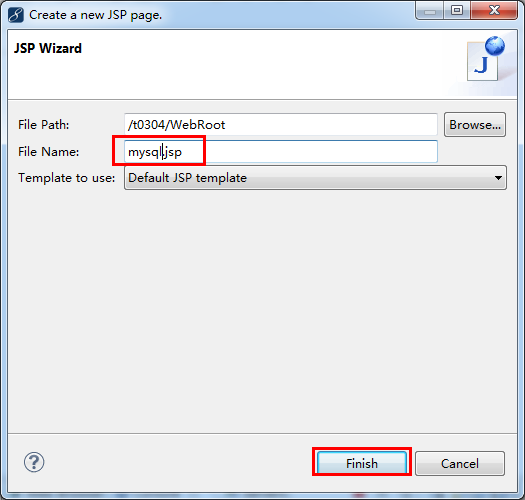 Create a new JSP page.
JSP Wizard
J
File Path: /t0304/WebRoot Browse...
File Name: mysql.jsp
Template to use: Default JSP template
? Finish Cancel